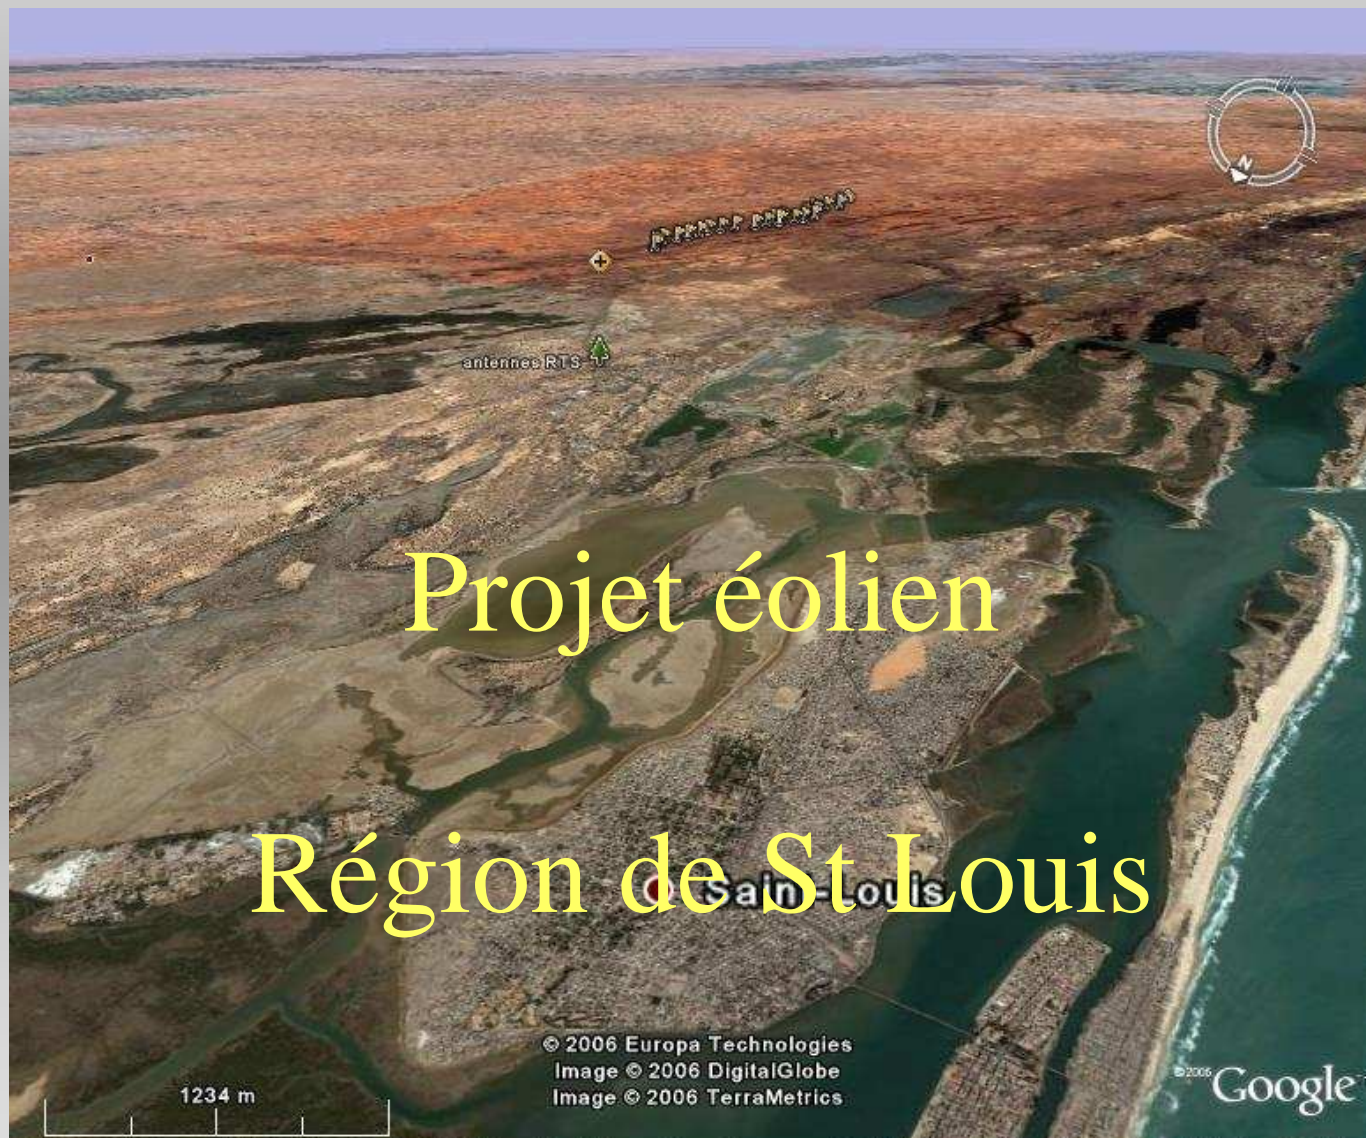 N
antennes RTS
Projet éolien
Région de St Louis
Saint-Louis
© 2006 Europa Technologies
Image © 2006 DigitalGlobe
Image © 2006 TerraMetrics
1234 m
© 2006 Google